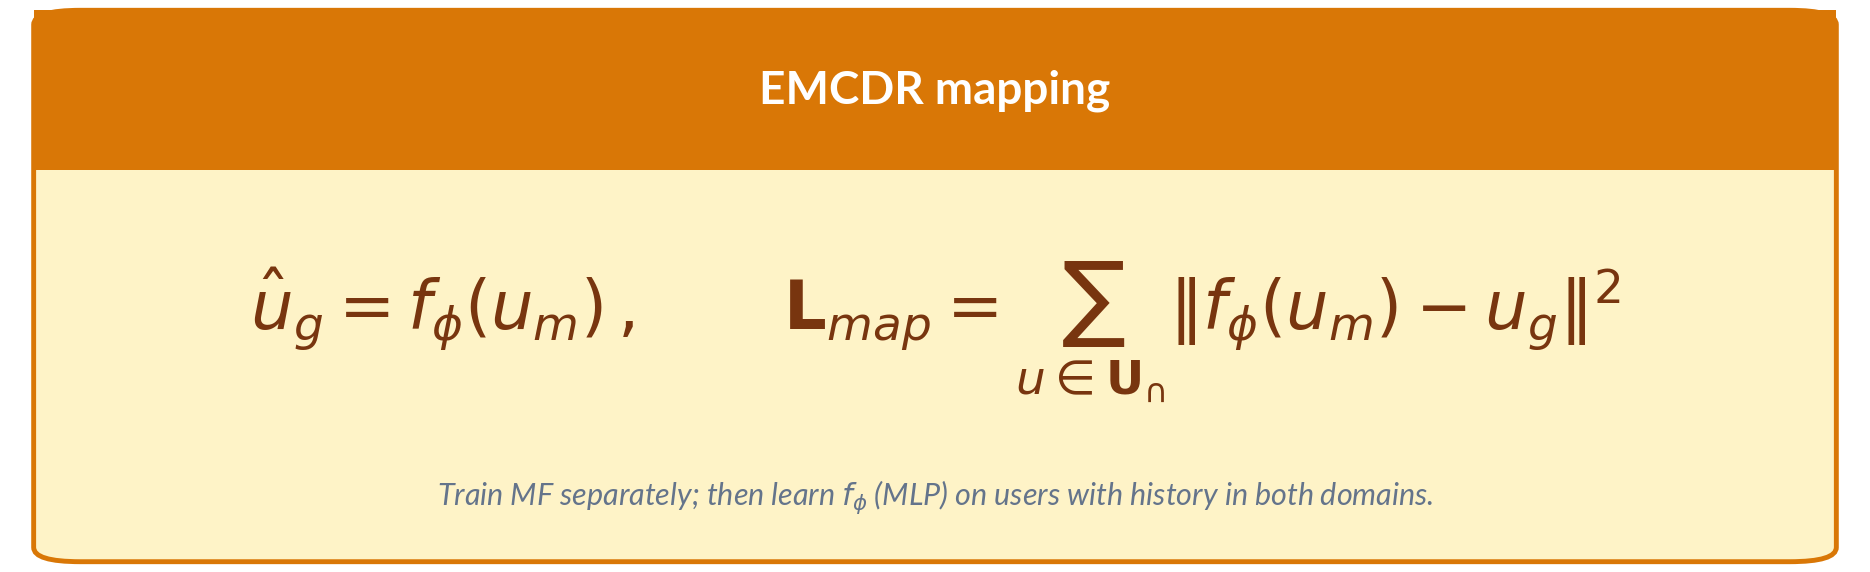 EMCDR mapping
û_g = f_ϕ(u_m) , 𝐋_map = ∑_{u ∈ 𝐔_∩} ‖f_ϕ(u_m) − u_g‖²
Train MF separately; then learn f_ϕ (MLP) on users with history in both domains.